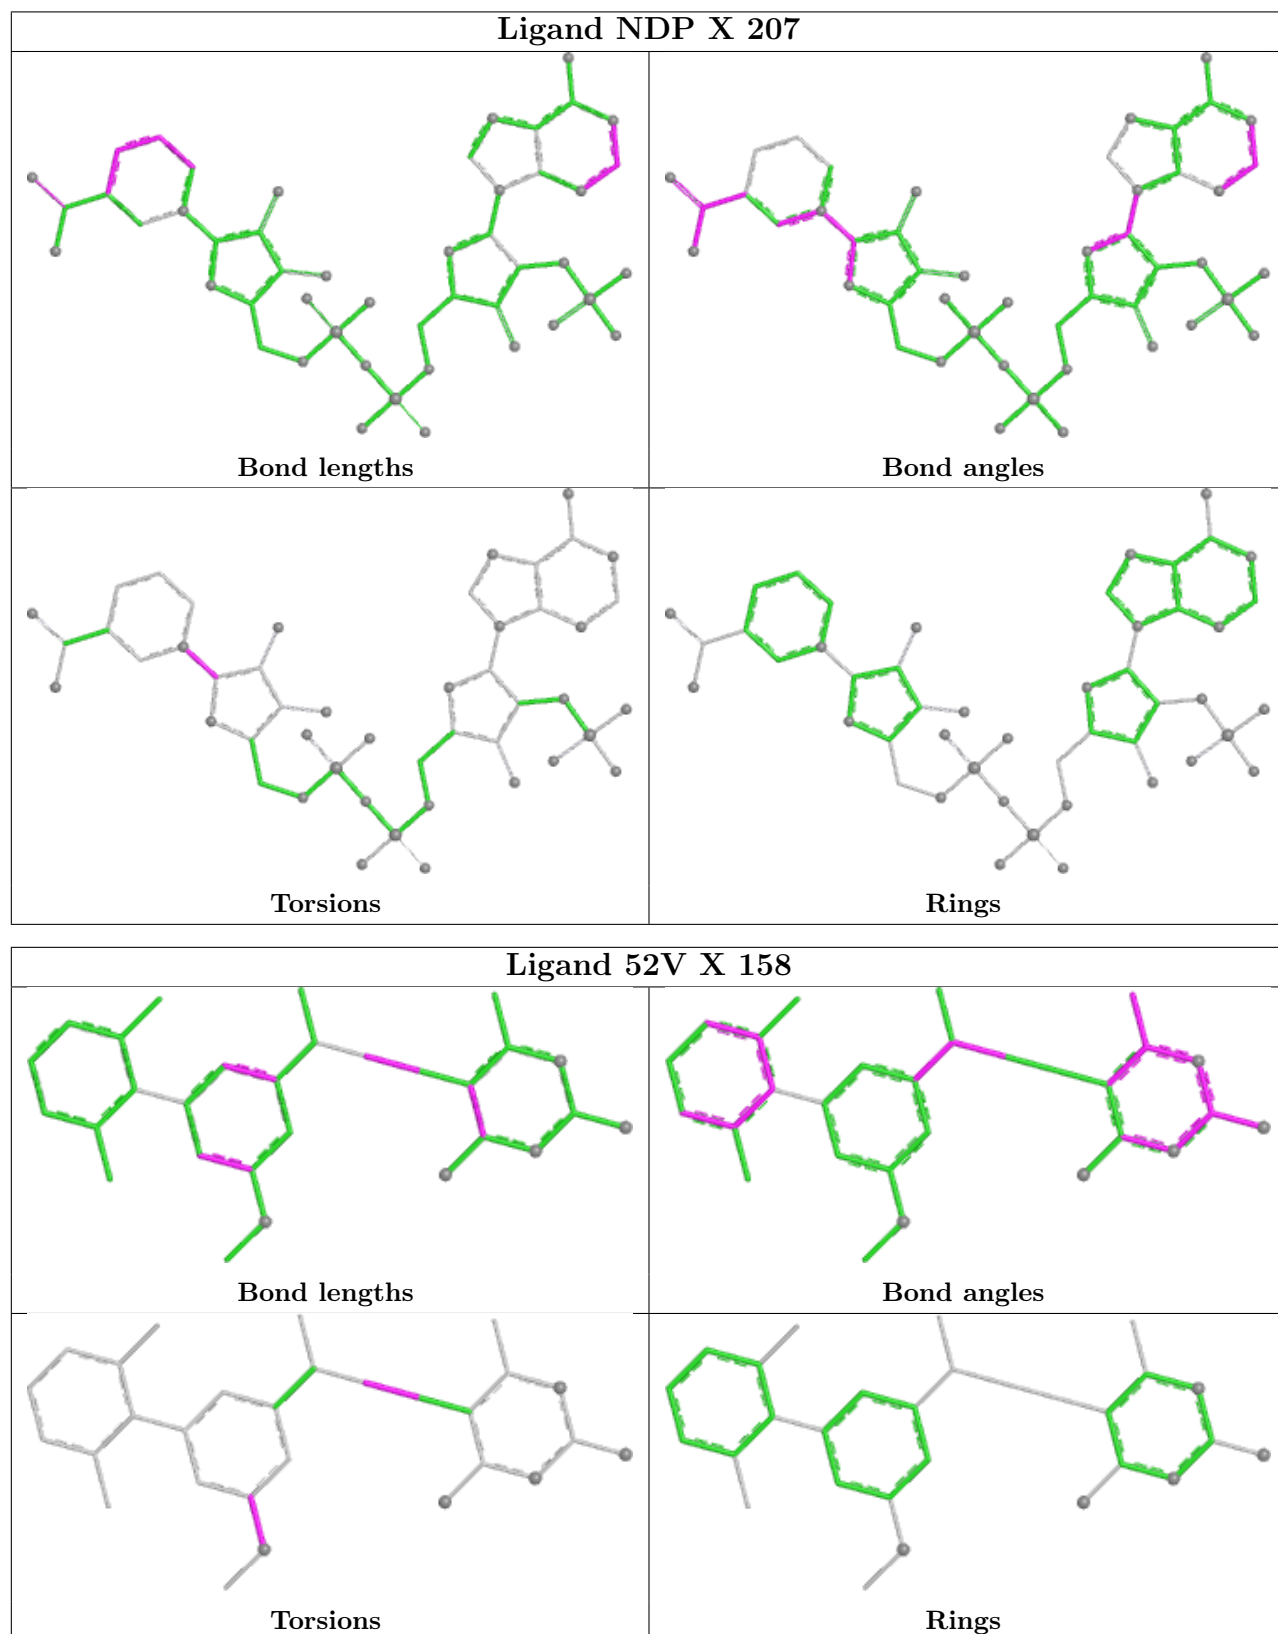 Ligand NDP X 207
Bond lengths
Bond angles
Torsions
Rings
Ligand 52V X 158
Bond lengths
Bond angles
Torsions
Rings